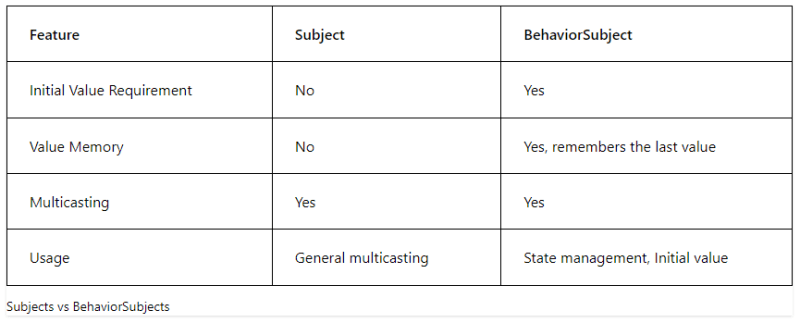 Feature Subject BehaviorSubject
Initial Value Requirement No Yes
Value Memory No Yes, remembers the last value
Multicasting Yes Yes
Usage General multicasting State management, Initial value
Subjects vs BehaviorSubjects